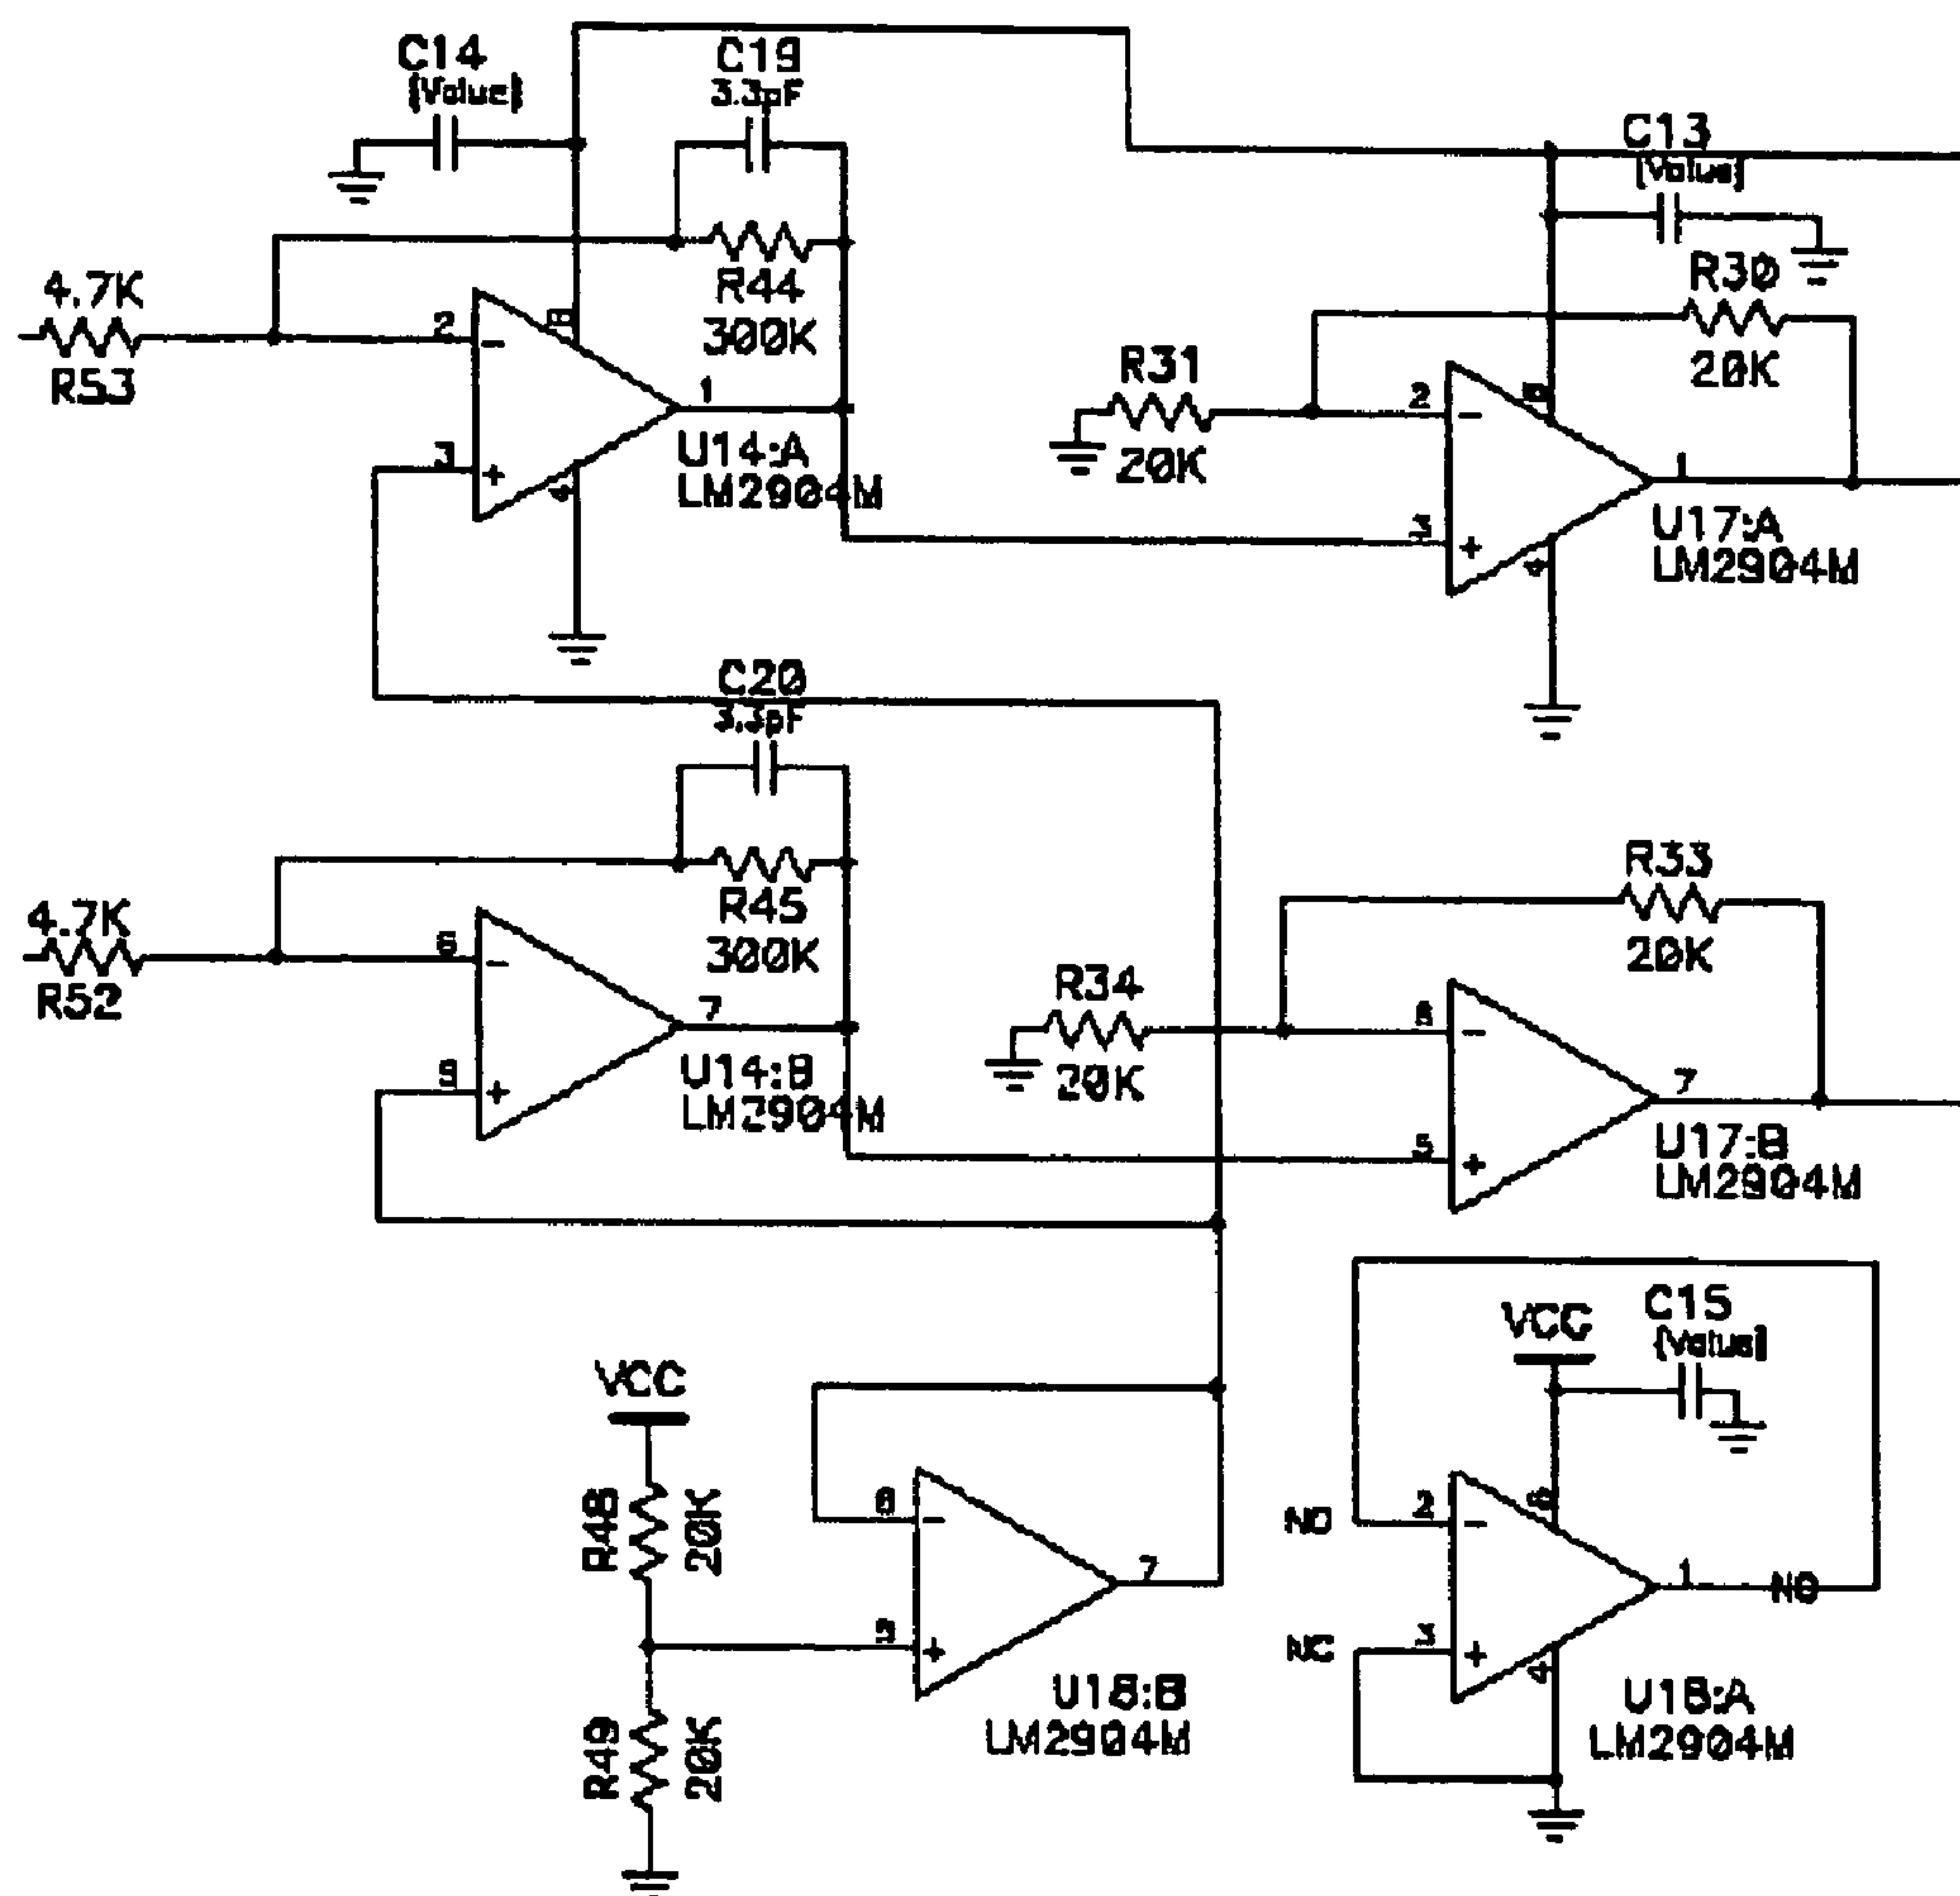 C14
[Value]
C19
3.3pF
C13
[Value]
4.7K
R53
2
3
8
4
1
R44
300K
U14:A
LM2904M
R31
20K
R30
20K
2
3
8
4
1
U17:A
LM2904M
C20
3.3pF
4.7K
R52
6
5
7
R45
300K
U14:B
LM2904M
R34
20K
R33
20K
6
5
7
U17:B
LM2904M
VCC
R48
20K
R49
20K
6
5
7
U18:B
LM2904M
VCC
C15
[Value]
2
3
8
4
1
NC
U18:A
LM2904M